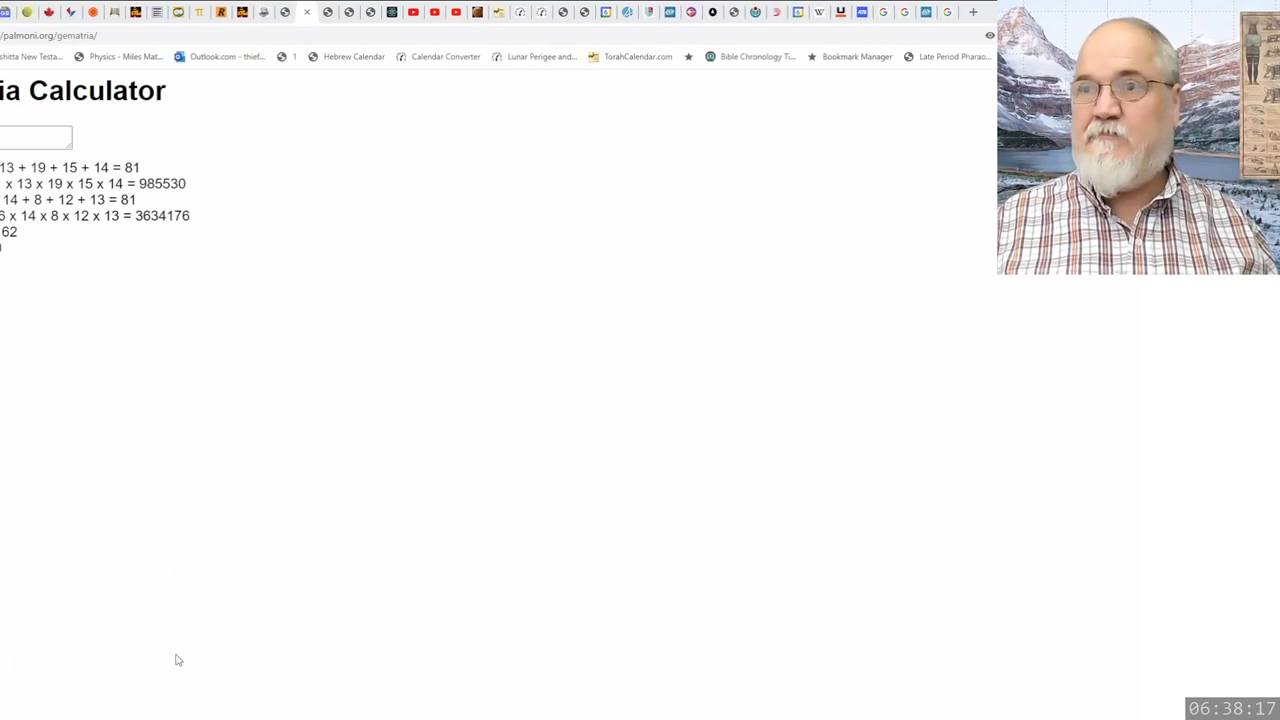 /palmoni.org/gematria/
shitta New Testa... Physics - Miles Mat... Outlook.com - thief... 1 Hebrew Calendar Calendar Converter Lunar Perigee and... TorahCalendar.com Bible Chronology Ti... Bookmark Manager Late Period Pharao...
ia Calculator
13 + 19 + 15 + 14 = 81
x 13 x 19 x 15 x 14 = 985530
14 + 8 + 12 + 13 = 81
6 x 14 x 8 x 12 x 13 = 3634176
62
06:38:17